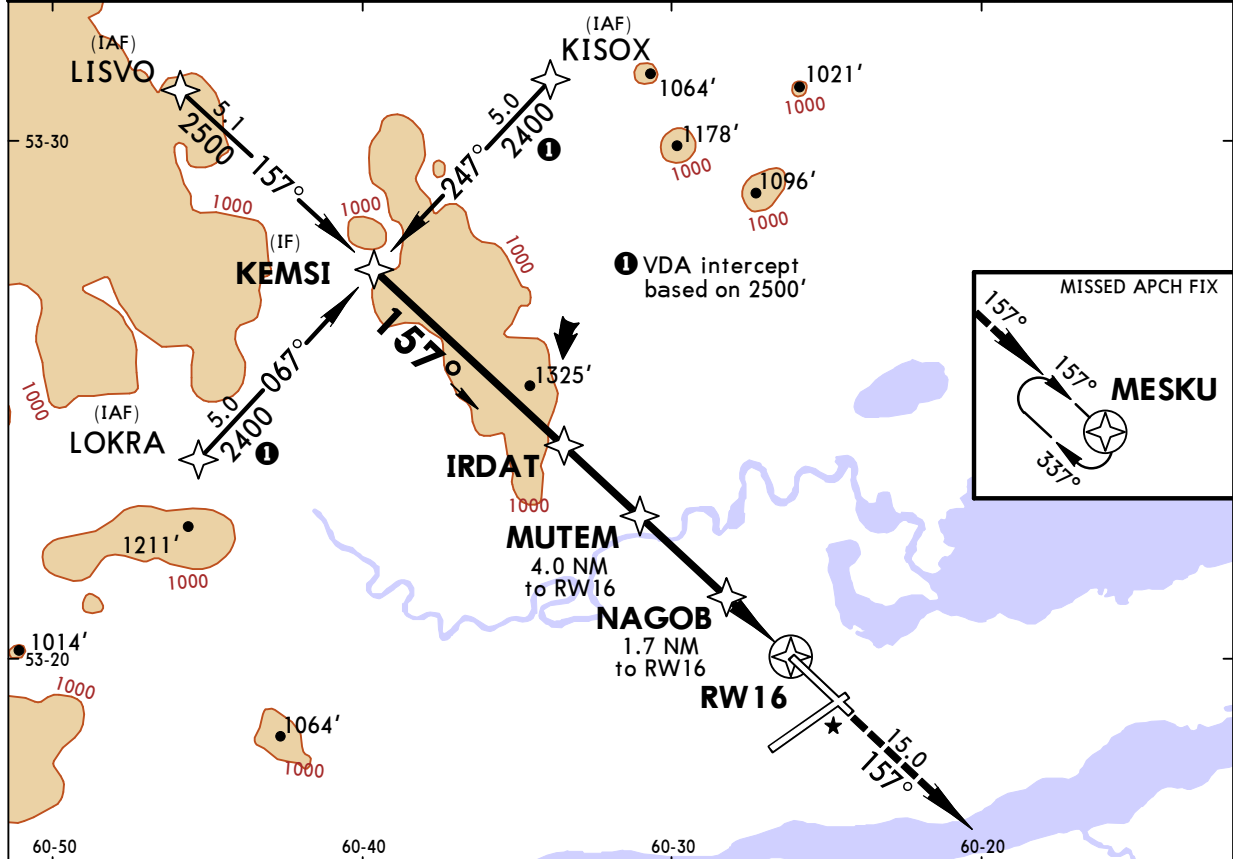 (IAF)
LISVO
(IAF)
KISOX
5.1
2500
157°
5.0
2400
❶
247°
1064'
1021'
1000
1178'
1000
1096'
1000
53-30
1000
1000
1000
(IF)
KEMSI
❶ VDA intercept
based on 2500'
MISSED APCH FIX
157°
157°
MESKU
337°
157°
1325'
1000
067°
5.0
2400
❶
(IAF)
LOKRA
IRDAT
1000
MUTEM
4.0 NM
to RW16
1211'
1000
NAGOB
1.7 NM
to RW16
1014'
53-20
1000
RW16
1064'
1000
15.0
157°
60-50
60-40
60-30
60-20